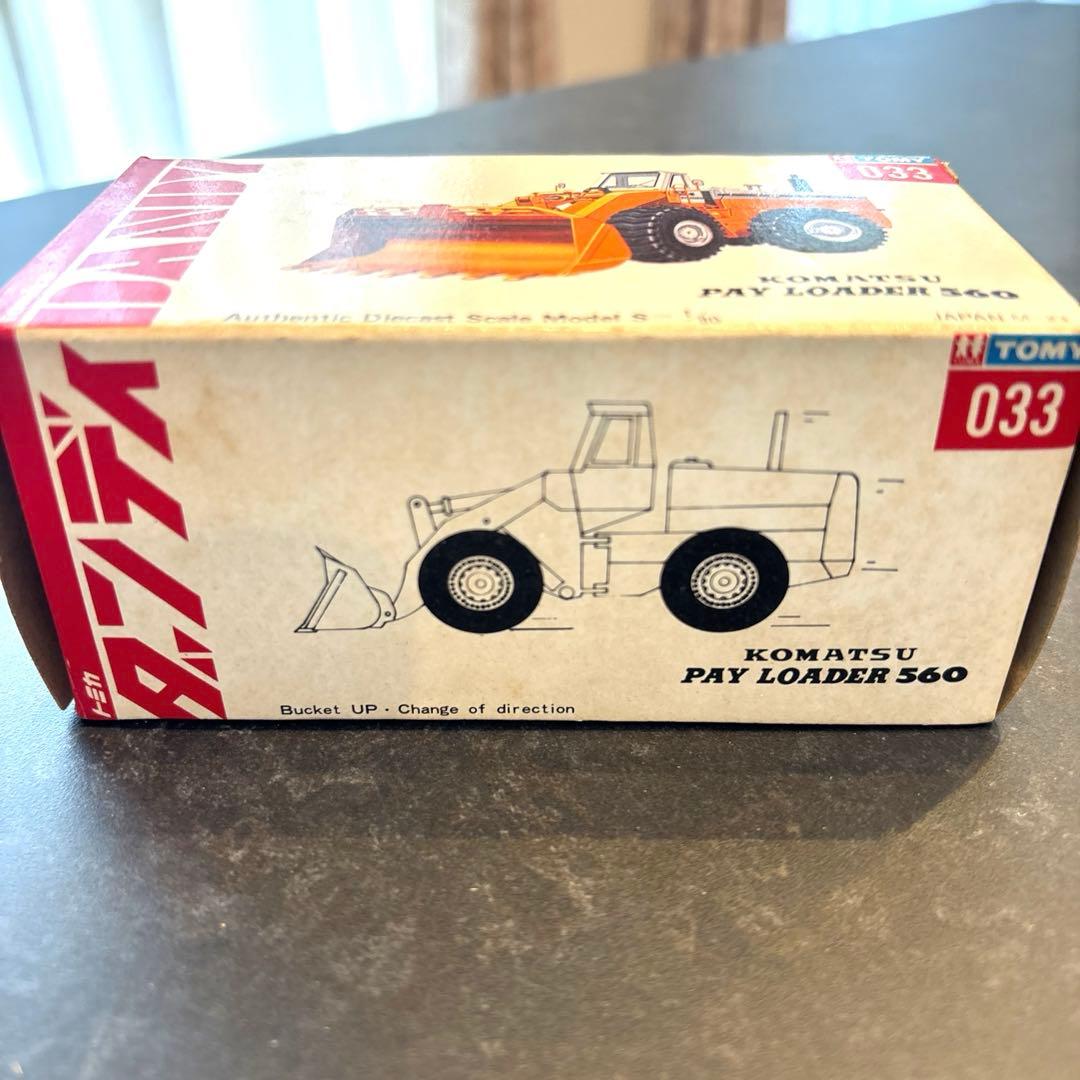 DANDY
TOMY
033
KOMATSU
PAY LOADER 560
Authentic Diecast Scale Model S=
JAPAN
トミカ
ダンディ
TOMY
033
KOMATSU
PAY LOADER 560
Bucket UP・Change of direction